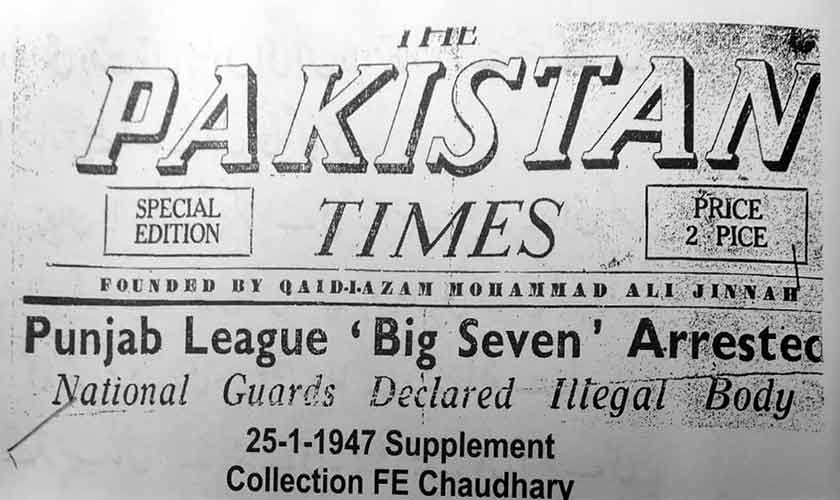 THE
PAKISTAN
SPECIAL
EDITION
TIMES
PRICE
2 PICE
FOUNDED BY QAID-I-AZAM MOHAMMAD ALI JINNAH
Punjab League ‘Big Seven’ Arrested
National Guards Declared Illegal Body
25-1-1947 Supplement
Collection FE Chaudhary